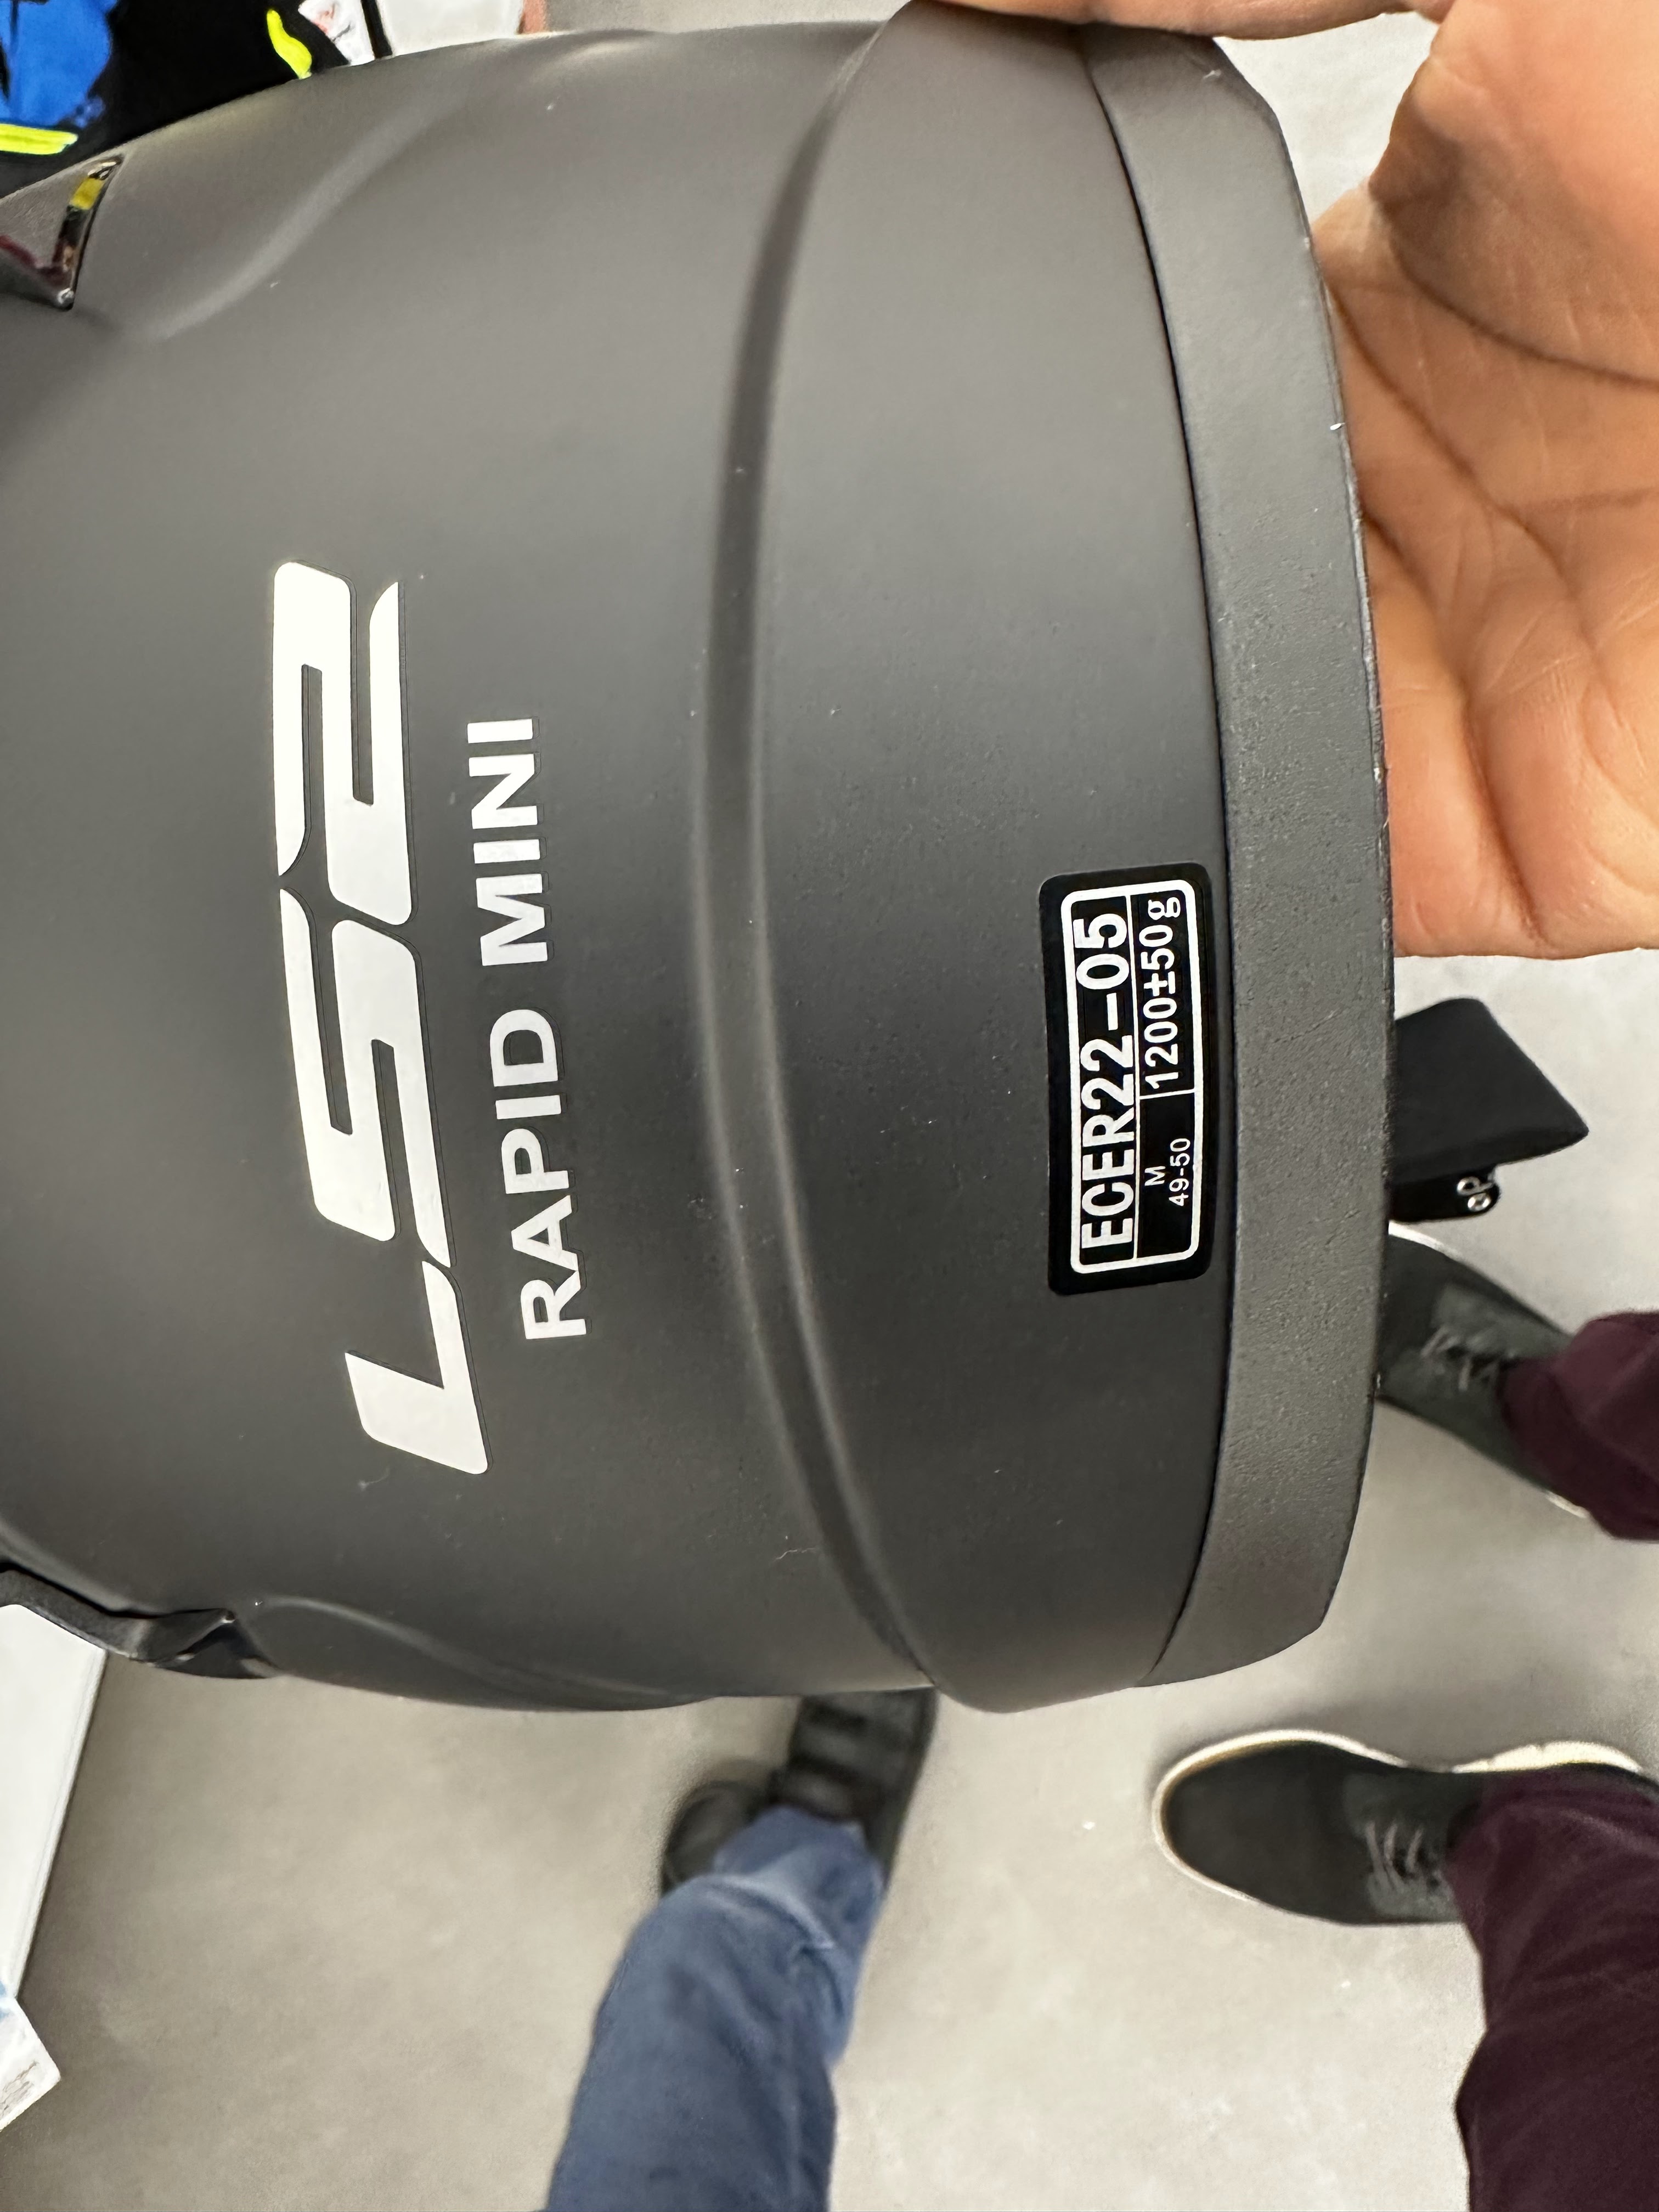 LS2
RAPID MINI
ECER22-05
M
49-50
1200±50g